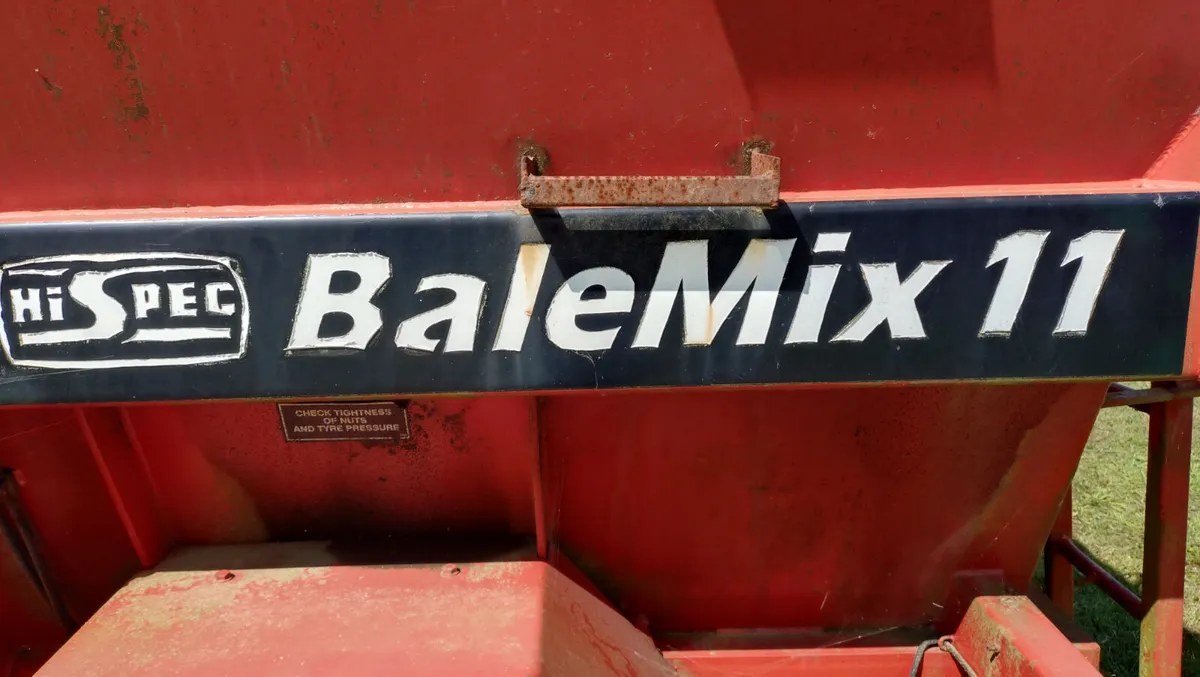 HiSPEC BaleMix 11
CHECK TIGHTNESS
OF NUTS
AND TYRE PRESSURE